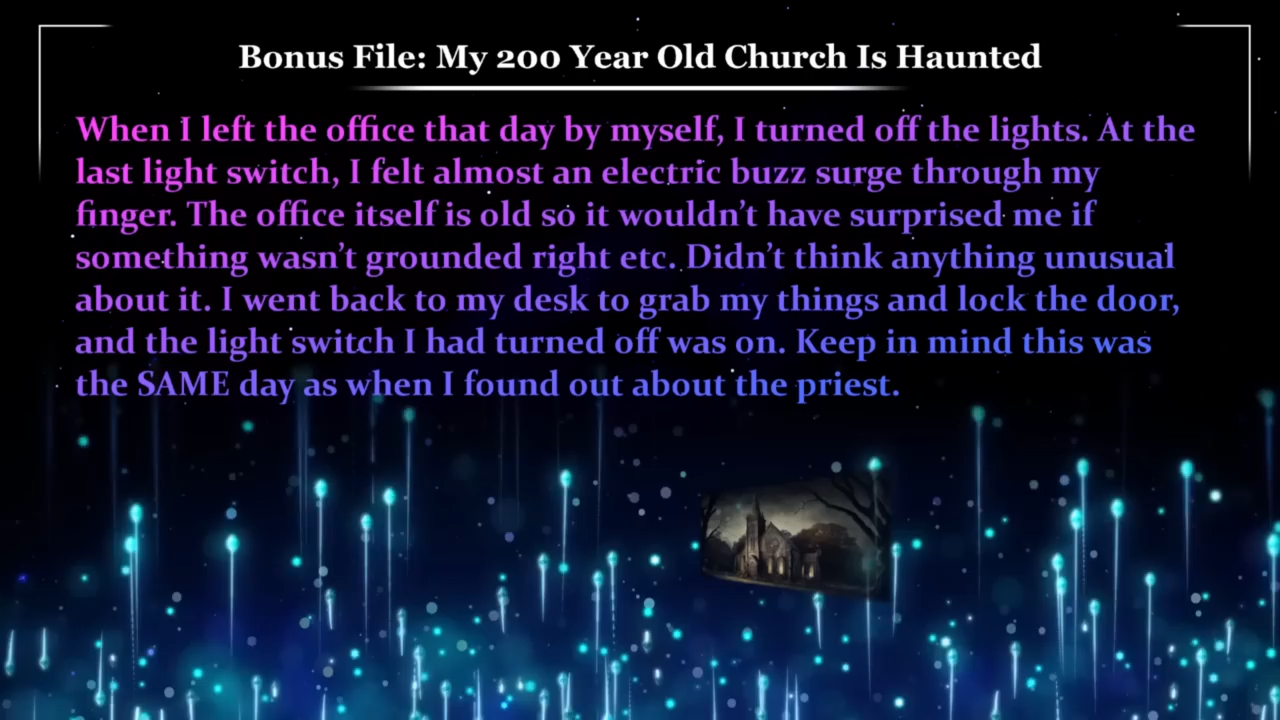 Bonus File: My 200 Year Old Church Is Haunted
When I left the office that day by myself, I turned off the lights. At the
last light switch, I felt almost an electric buzz surge through my
finger. The office itself is old so it wouldn’t have surprised me if
something wasn’t grounded right etc. Didn’t think anything unusual
about it. I went back to my desk to grab my things and lock the door,
and the light switch I had turned off was on. Keep in mind this was
the SAME day as when I found out about the priest.